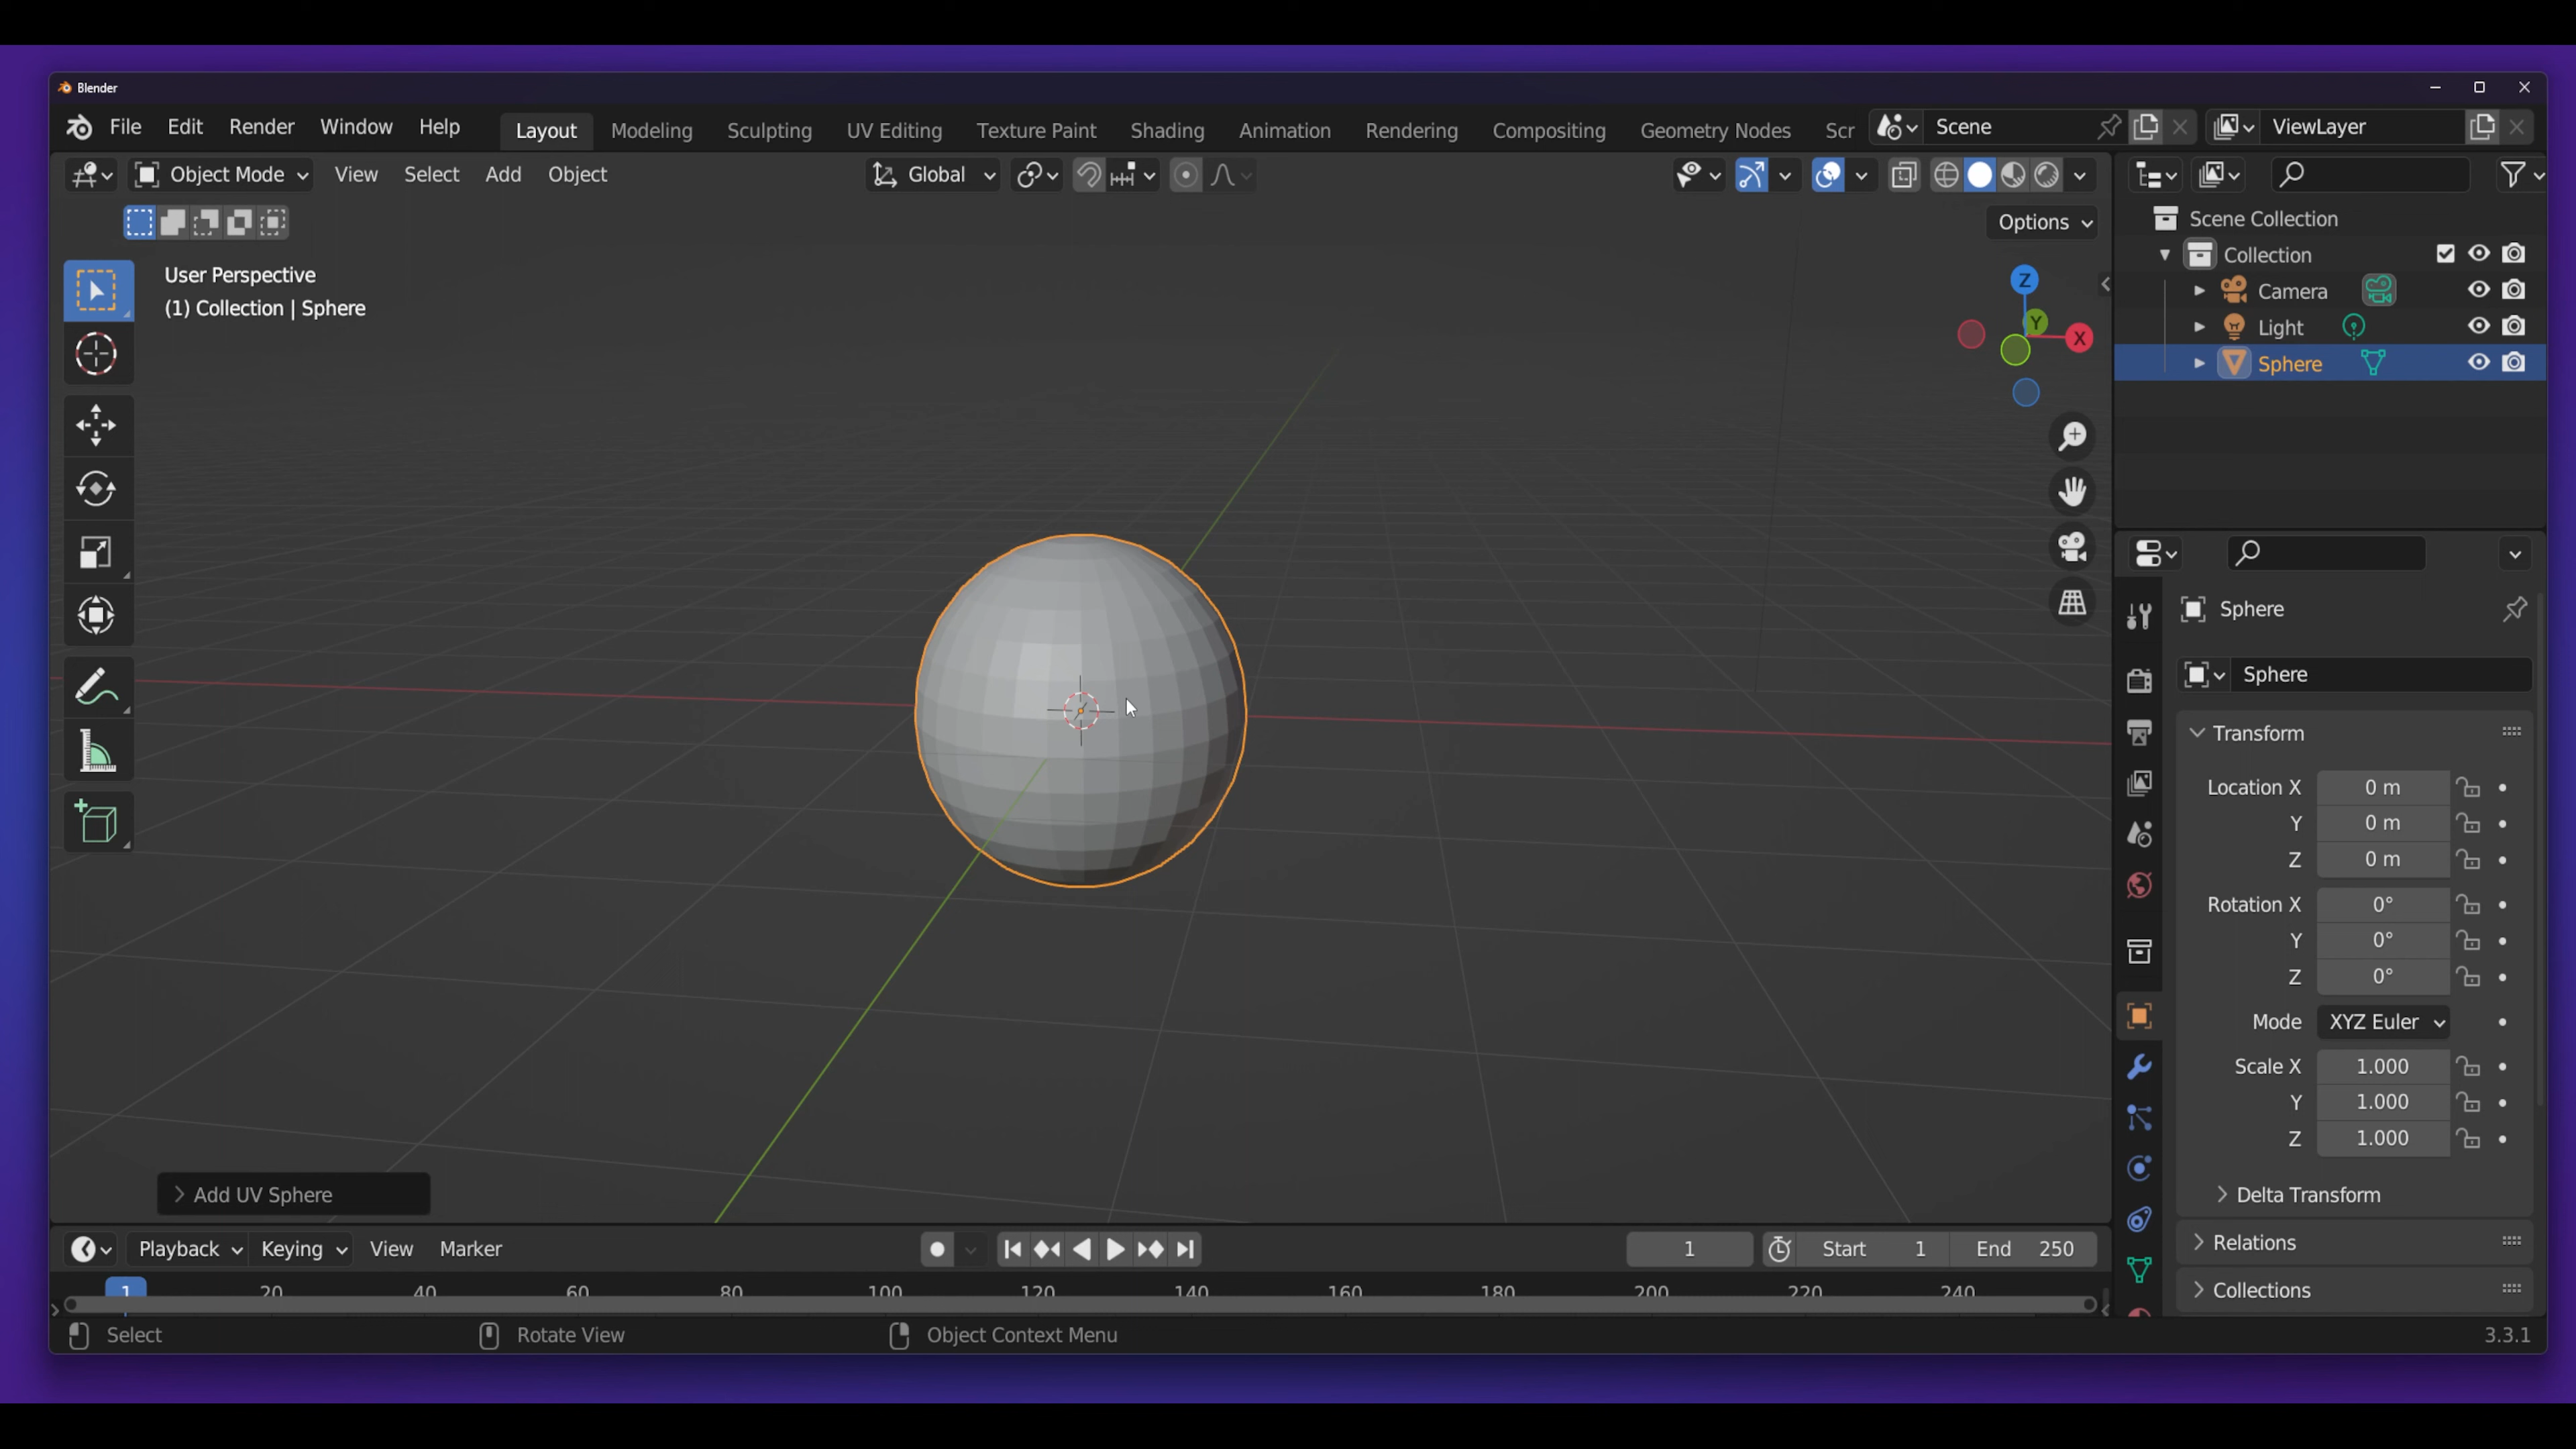 Blender
File Edit Render Window Help Layout Modeling Sculpting UV Editing Texture Paint Shading Animation Rendering Compositing Geometry Nodes Scr Scene ViewLayer
Object Mode View Select Add Object Global
Options
User Perspective
(1) Collection | Sphere
Z
Y
X
Scene Collection
Collection
Camera
Light
Sphere
Sphere
Sphere
Transform
Location X 0 m
Y 0 m
Z 0 m
Rotation X 0°
Y 0°
Z 0°
Mode XYZ Euler
Scale X 1.000
Y 1.000
Z 1.000
Delta Transform
Relations
Collections
Add UV Sphere
Playback Keying View Marker 1 Start 1 End 250
1 20 40 60 80 100 120 140 160 180 200 220 240
Select Rotate View Object Context Menu 3.3.1